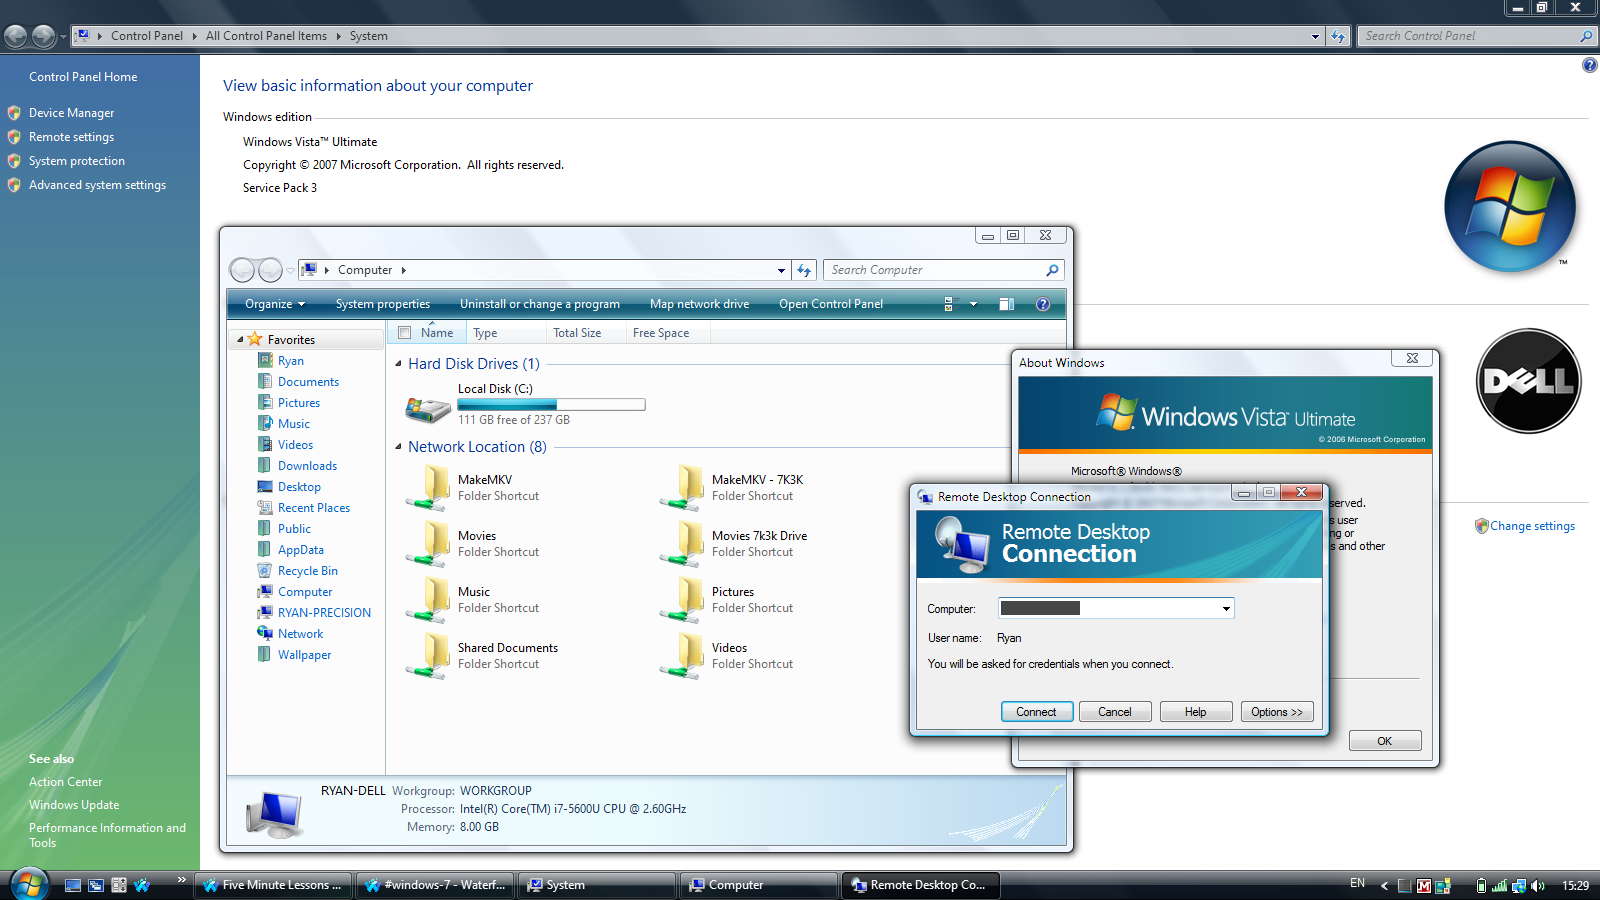 Control Panel
All Control Panel Items
System
Search Control Panel
Control Panel Home
Device Manager
Remote settings
System protection
Advanced system settings
See also
Action Center
Windows Update
Performance Information and
Tools
View basic information about your computer
Windows edition
Windows Vista™ Ultimate
Copyright © 2007 Microsoft Corporation.  All rights reserved.
Service Pack 3
™
DELL
Change settings
Computer
Search Computer
Organize
System properties
Uninstall or change a program
Map network drive
Open Control Panel
Favorites
Ryan
Documents
Pictures
Music
Videos
Downloads
Desktop
Recent Places
Public
AppData
Recycle Bin
Computer
RYAN-PRECISION
Network
Wallpaper
Name
Type
Total Size
Free Space
Hard Disk Drives (1)
Local Disk (C:)
111 GB free of 237 GB
Network Location (8)
MakeMKV
Folder Shortcut
MakeMKV - 7K3K
Folder Shortcut
Movies
Folder Shortcut
Movies 7k3k Drive
Folder Shortcut
Music
Folder Shortcut
Pictures
Folder Shortcut
Shared Documents
Folder Shortcut
Videos
Folder Shortcut
RYAN-DELL
Workgroup: WORKGROUP
Processor: Intel(R) Core(TM) i7-5600U CPU @ 2.60GHz
Memory: 8.00 GB
About Windows
Windows Vista™ Ultimate
© 2006 Microsoft Corporation
Microsoft® Windows®
served.
s user
ng or
s and other
OK
Remote Desktop Connection
Remote Desktop
Connection
Computer:
User name: Ryan
You will be asked for credentials when you connect.
Connect
Cancel
Help
Options >>
Five Minute Lessons ...
#windows-7 - Waterf...
System
Computer
Remote Desktop Co...
EN
15:29